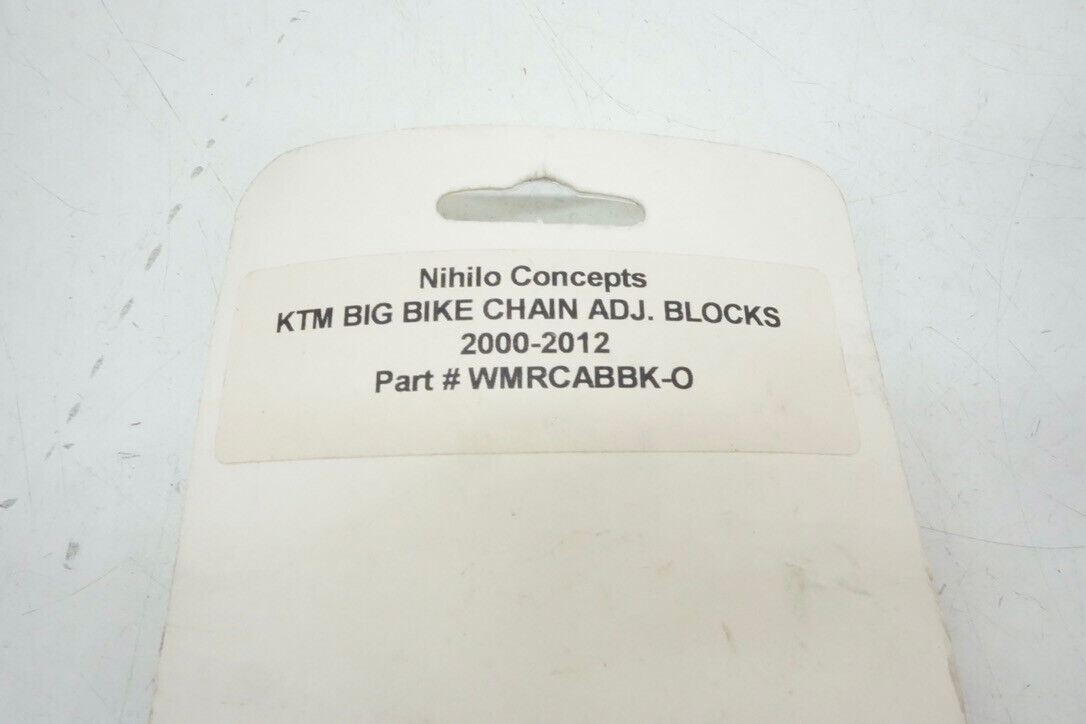 Nihilo Concepts
KTM BIG BIKE CHAIN ADJ. BLOCKS
2000-2012
Part # WMRCABBK-O